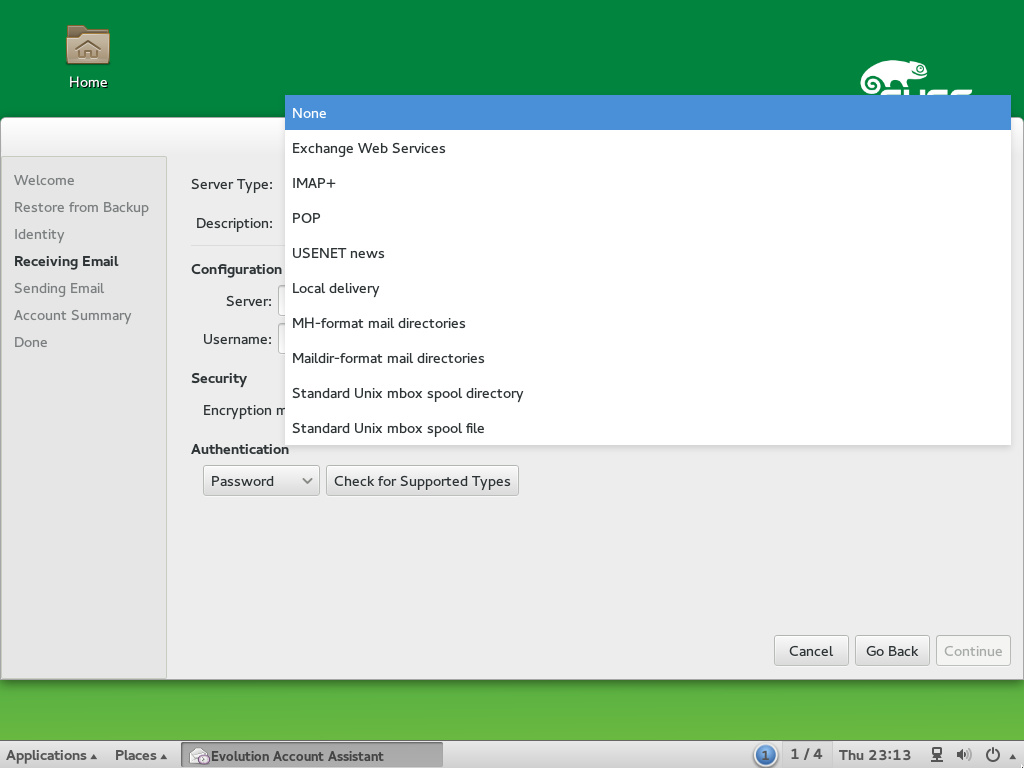 Home
None
Exchange Web Services
IMAP+
POP
USENET news
Local delivery
MH-format mail directories
Maildir-format mail directories
Standard Unix mbox spool directory
Standard Unix mbox spool file
Welcome
Restore from Backup
Identity
Receiving Email
Sending Email
Account Summary
Done
Server Type:
Description:
Configuration
Server:
Username:
Security
Encryption m
Authentication
Password
Check for Supported Types
Cancel
Go Back
Continue
Applications
Places
Evolution Account Assistant
1
1 / 4
Thu 23:13